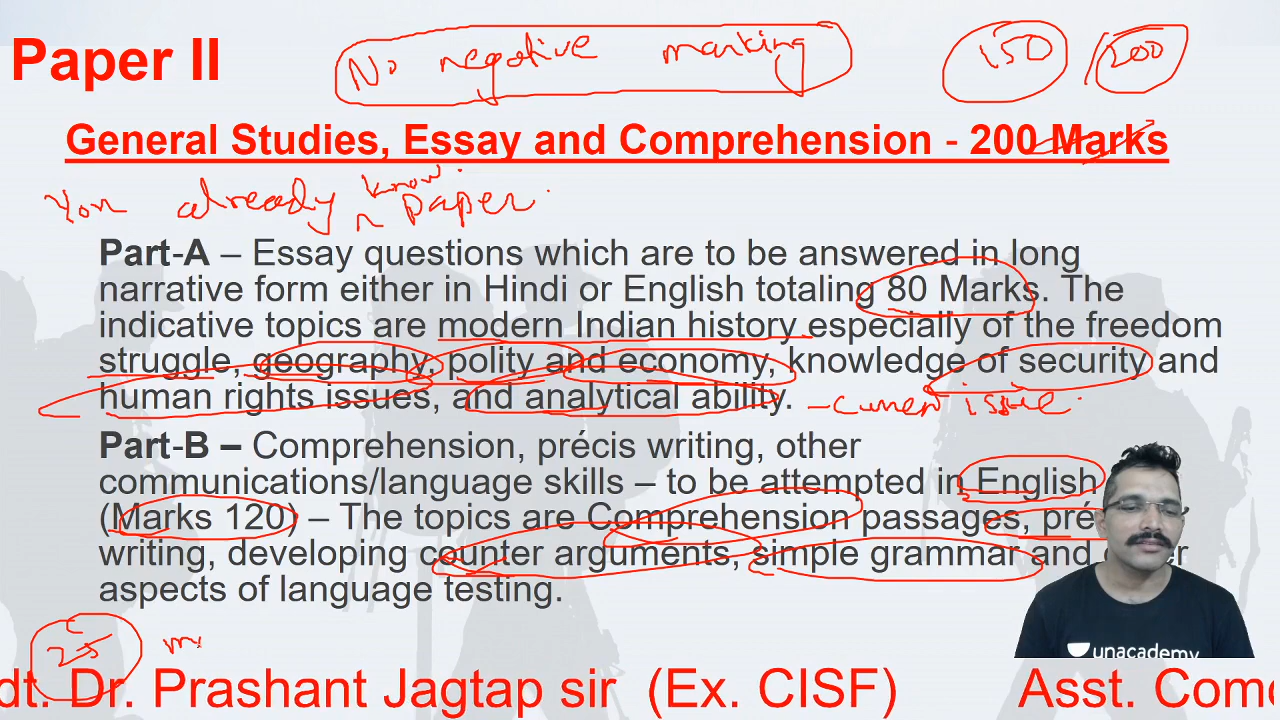 Paper II
No negative marking
150 / 200
General Studies, Essay and Comprehension - 200 Marks
You already know paper
Part-A – Essay questions which are to be answered in long
narrative form either in Hindi or English totaling 80 Marks. The
indicative topics are modern Indian history especially of the freedom
struggle, geography, polity and economy, knowledge of security and
human rights issues, and analytical ability.
Part-B – Comprehension, précis writing, other
communications/language skills – to be attempted in English
(Marks 120) – The topics are Comprehension passages,
writing, developing counter arguments, simple grammar and
aspects of language testing.
25 m
unacademy
Dr. Prashant Jagtap sir (Ex. CISF) Asst.